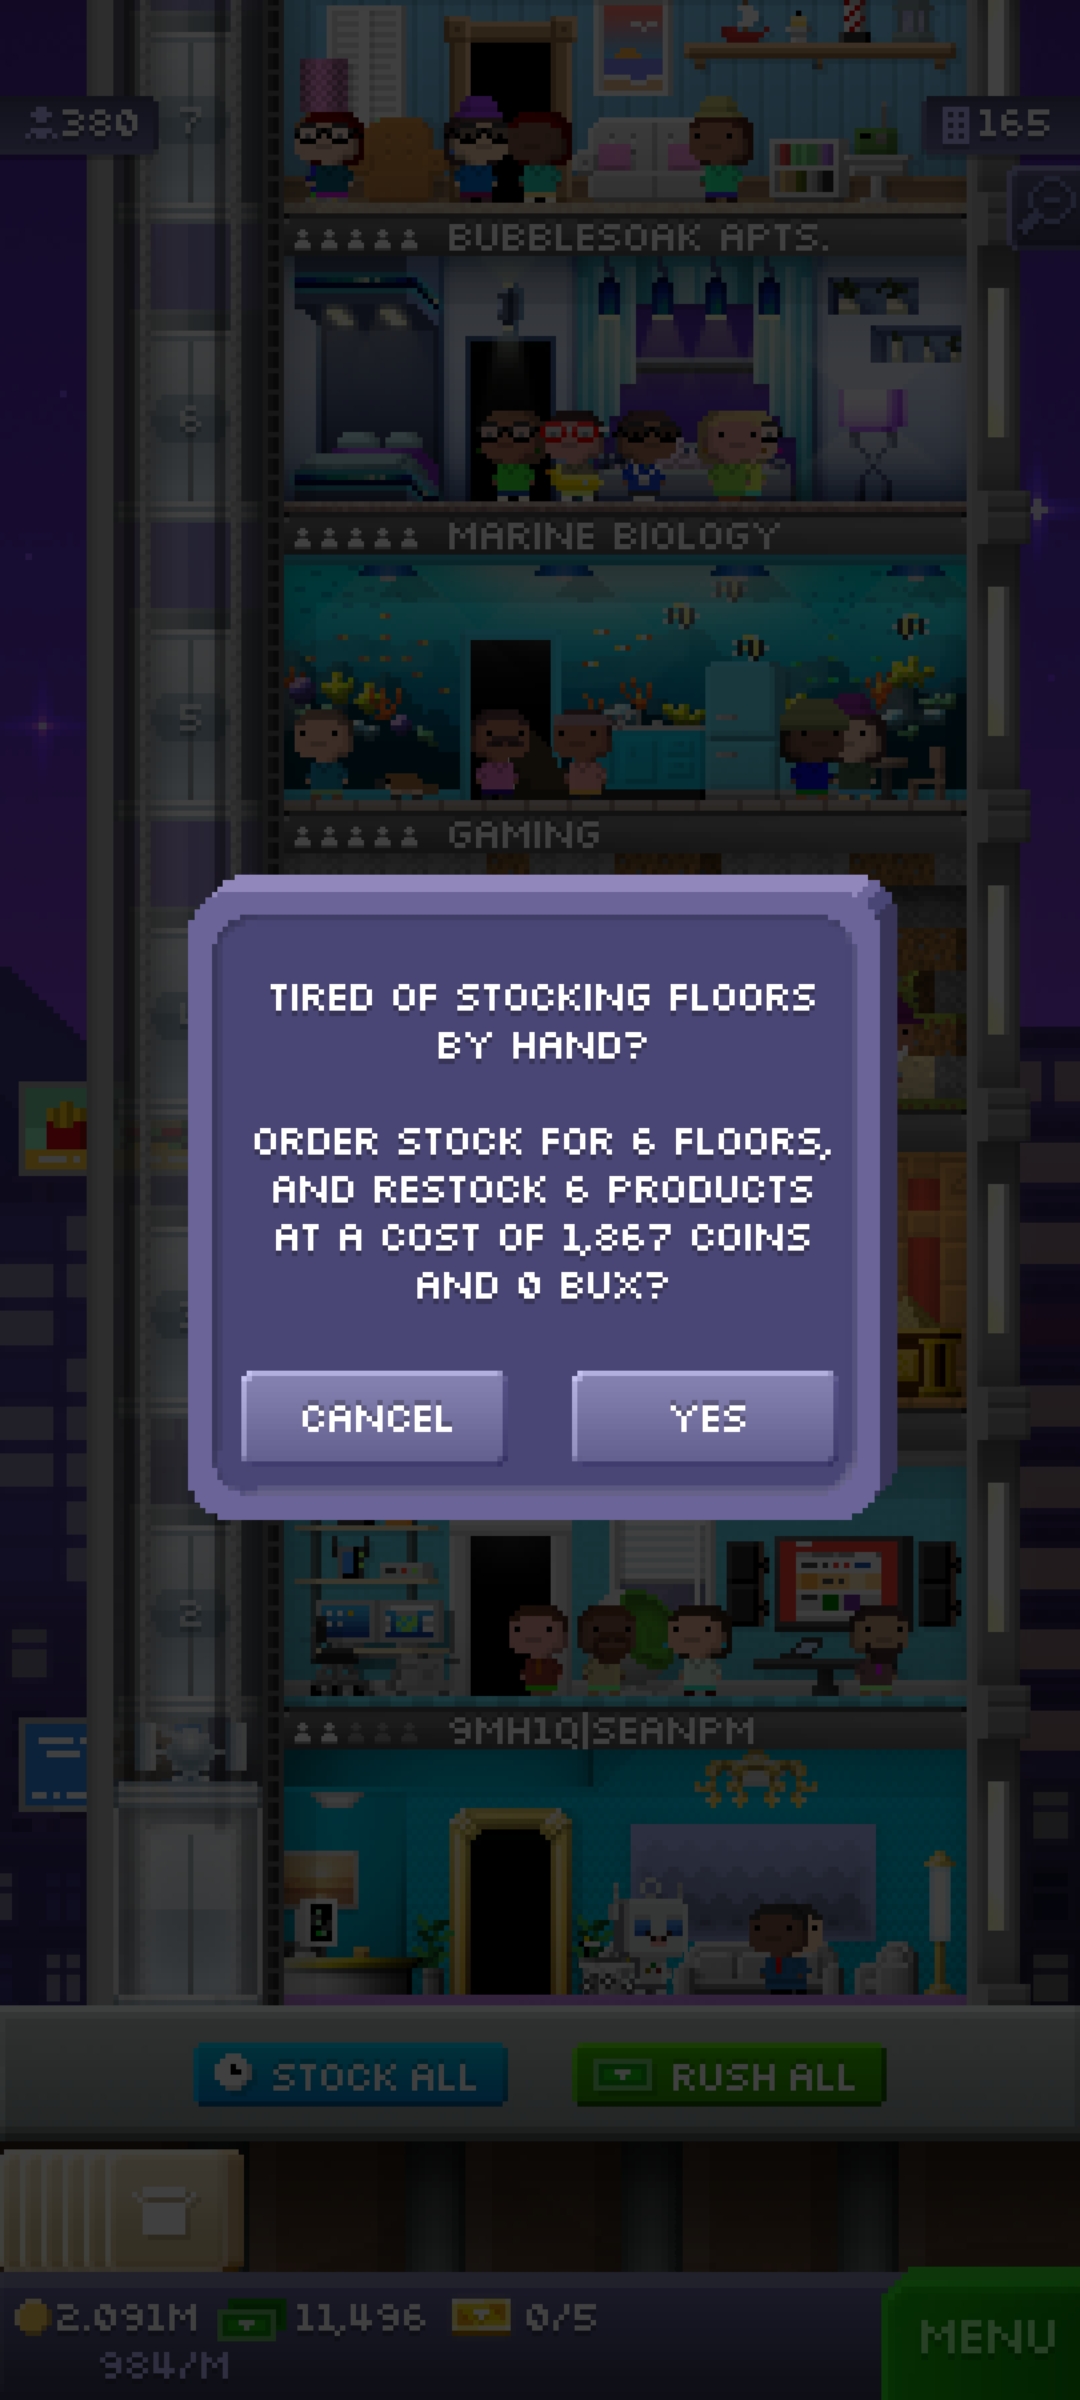 380
7
165
BUBBLESOAK APTS.
6
MARINE BIOLOGY
5
GAMING
TIRED OF STOCKING FLOORS
BY HAND?
ORDER STOCK FOR 6 FLOORS,
AND RESTOCK 6 PRODUCTS
AT A COST OF 1,867 COINS
AND 0 BUX?
CANCEL
YES
2
9MH1Q|SEANPM
STOCK ALL
RUSH ALL
2.091M
11,496
0/5
MENU
984/M